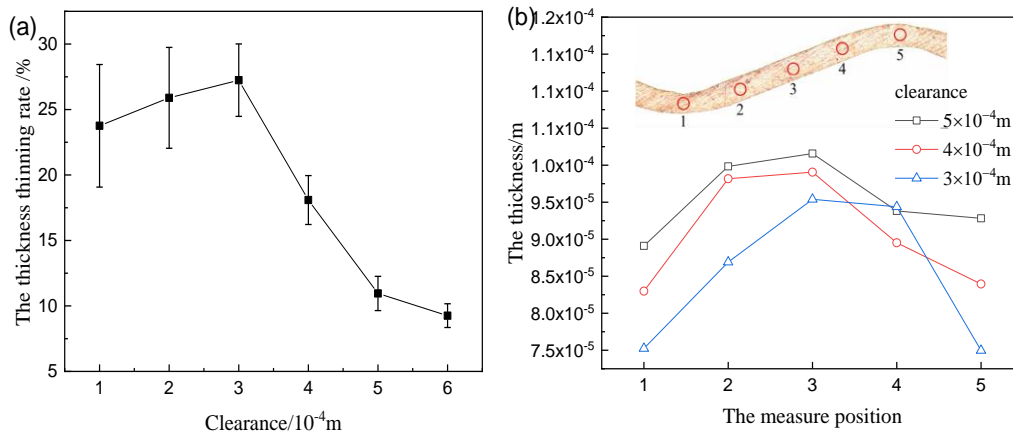 (a)
The thickness thinning rate /%
30
25
20
15
10
5
1 2 3 4 5 6
Clearance/10⁻⁴m
(b)
The thickness/m
1.2x10⁻⁴
1.1x10⁻⁴
1.1x10⁻⁴
1.1x10⁻⁴
1.0x10⁻⁴
9.5x10⁻⁵
9.0x10⁻⁵
8.5x10⁻⁵
8.0x10⁻⁵
7.5x10⁻⁵
1 2 3 4 5
clearance
5×10⁻⁴m
4×10⁻⁴m
3×10⁻⁴m
1 2 3 4 5
The measure position